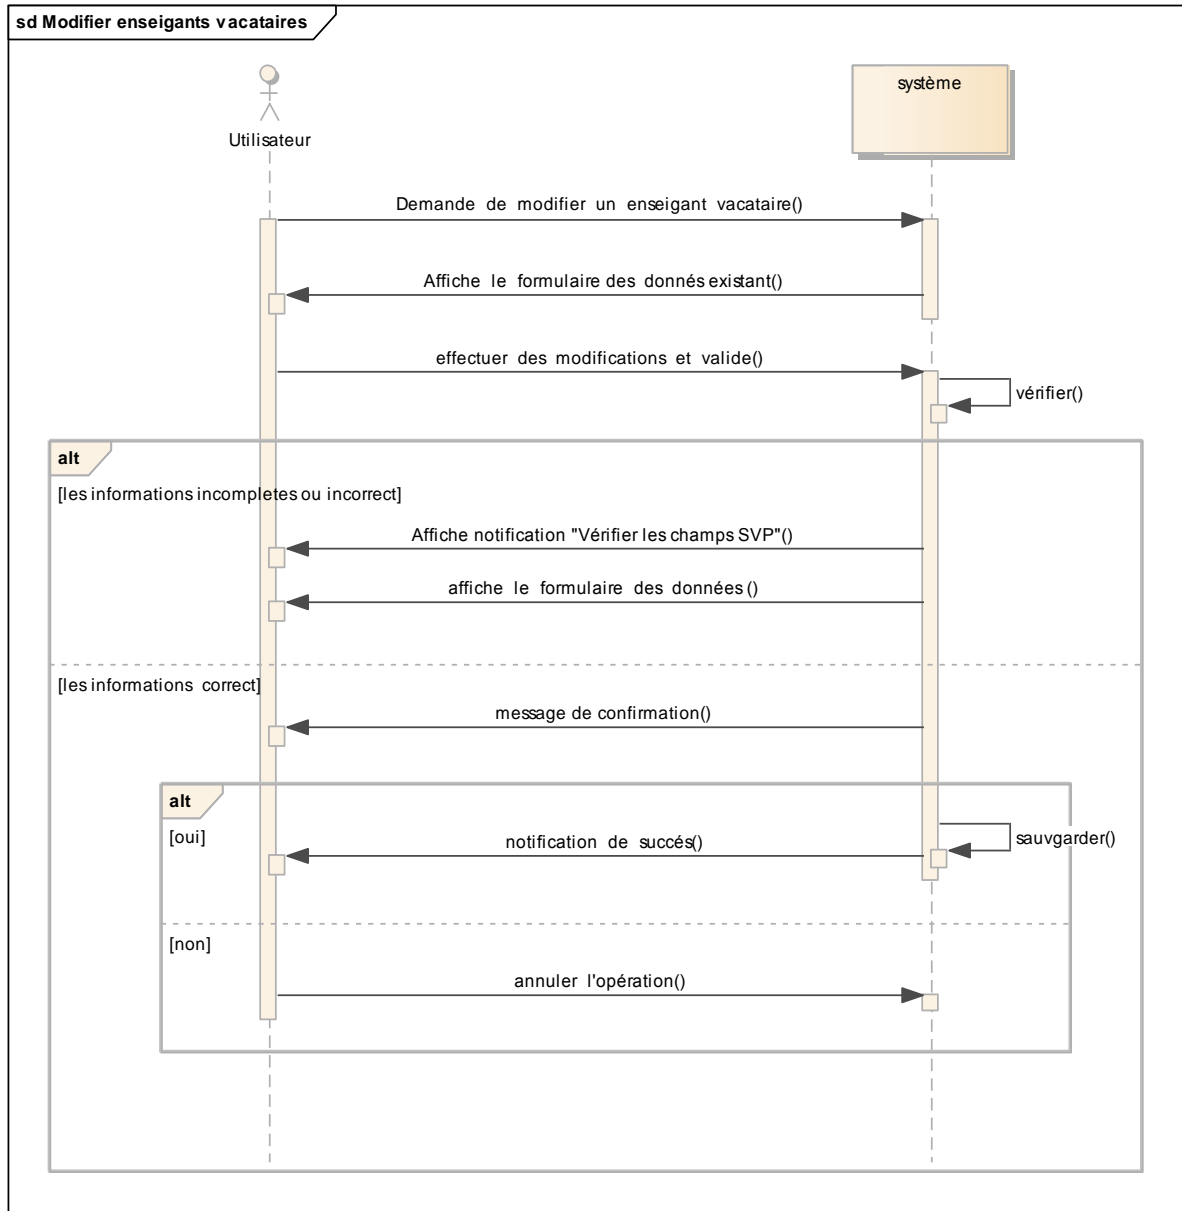 sd Modifier enseigants vacataires
système
Utilisateur
Demande de modifier un enseigant vacataire()
Affiche le formulaire des donnés existant()
effectuer des modifications et valide()
vérifier()
alt
[les informations incompletes ou incorrect]
Affiche notification "Vérifier les champs SVP"()
affiche le formulaire des données ()
[les informations correct]
message de confirmation()
alt
[oui]
sauvgarder()
notification de succés()
[non]
annuler l'opération()